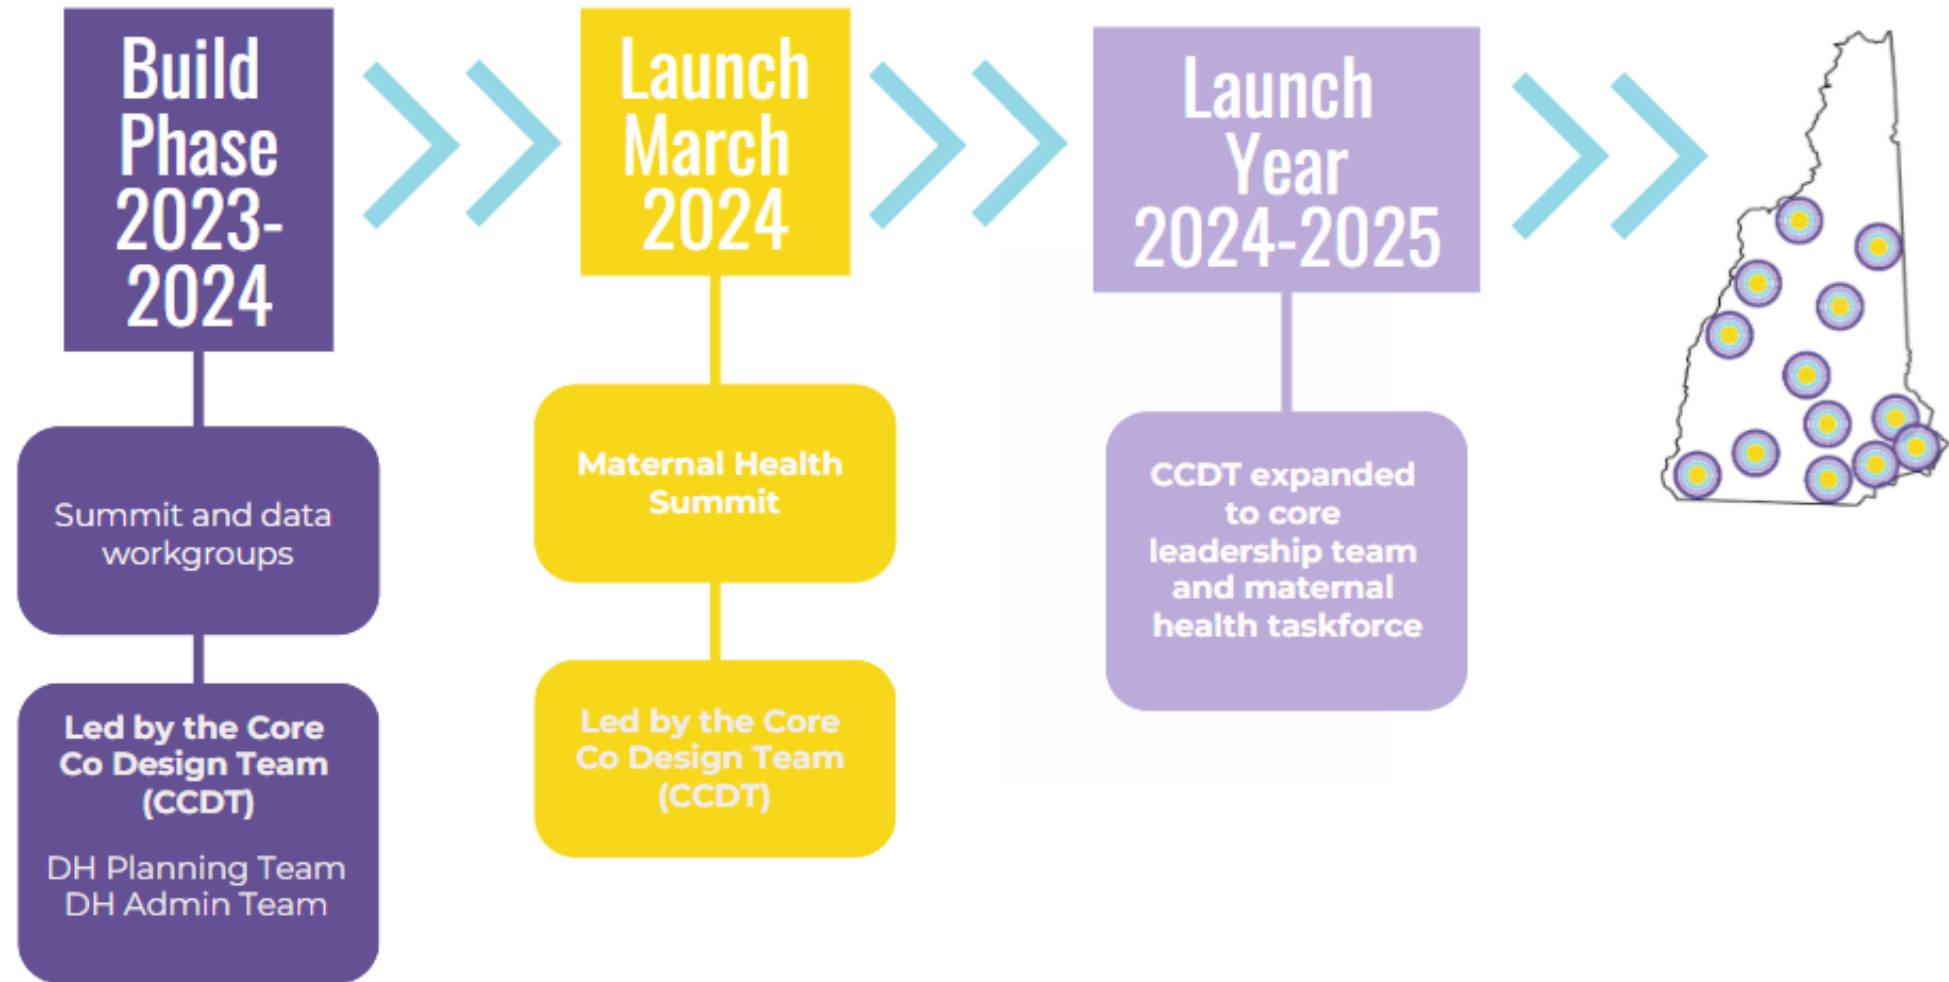 Build
Phase
2023-
2024
Summit and data
workgroups
Led by the Core
Co Design Team
(CCDT)
DH Planning Team
DH Admin Team
Launch
March
2024
Maternal Health
Summit
Led by the Core
Co Design Team
(CCDT)
Launch
Year
2024-2025
CCDT expanded
to core
leadership team
and maternal
health taskforce